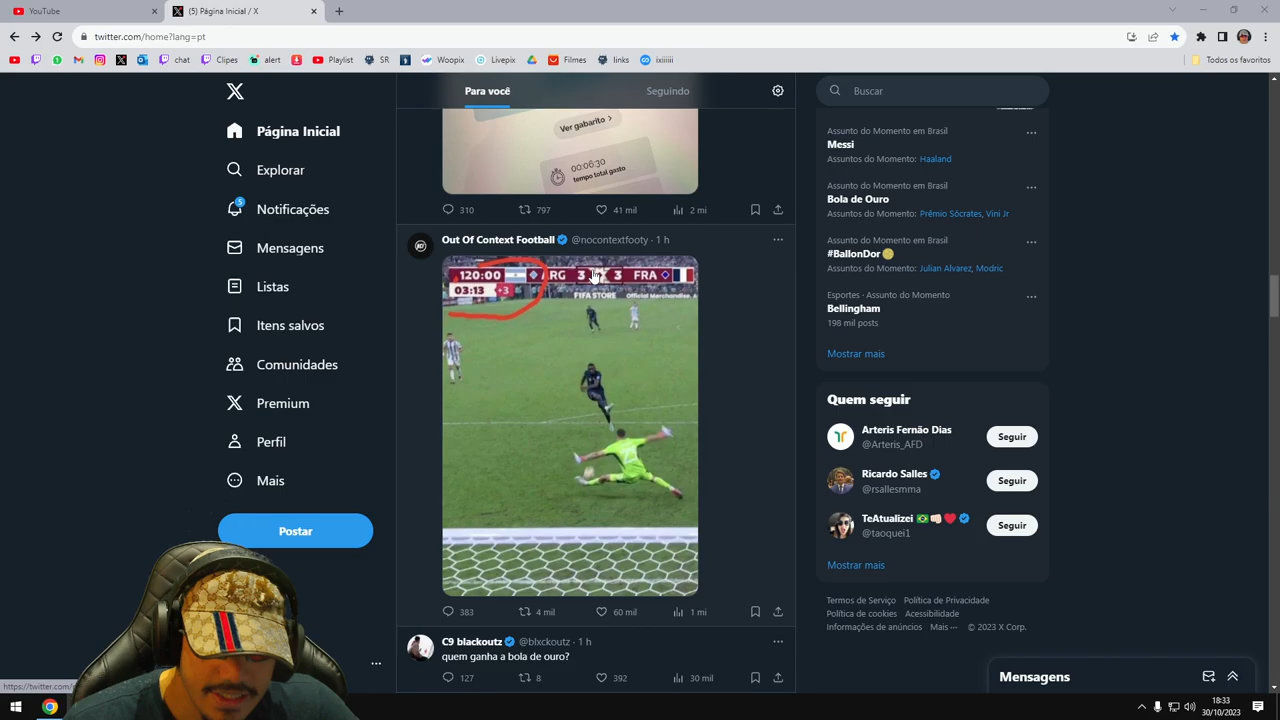 YouTube
(5) Página Inicial / X
twitter.com/home?lang=pt
chat
Clipes
alert
Playlist
SR
Woopix
Livepix
Filmes
links
ixiiiiii
Todos os favoritos
Página Inicial
Explorar
5
Notificações
Mensagens
Listas
Itens salvos
Comunidades
Premium
Perfil
Mais
Postar
Para você
Seguindo
Ver gabarito >
00:06:30
tempo total gasto
310 797 41 mil 2 mi
Out Of Context Football @nocontextfooty · 1 h
120:00 ARG 3 3 FRA
03:13 +3
FIFA STORE Official Merchandise
383 4 mil 60 mil 1 mi
C9 blackoutz @blxckoutz · 1 h
quem ganha a bola de ouro?
127 8 392 30 mil
Buscar
Assunto do Momento em Brasil
Messi
Assuntos do Momento: Haaland
Assunto do Momento em Brasil
Bola de Ouro
Assuntos do Momento: Prêmio Sócrates, Vini Jr
Assunto do Momento em Brasil
#BallonDor
Assuntos do Momento: Julian Alvarez, Modric
Esportes · Assunto do Momento
Bellingham
198 mil posts
Mostrar mais
Quem seguir
Arteris Fernão Dias
@Arteris_AFD
Seguir
Ricardo Salles
@rsallesmma
Seguir
TeAtualizei
@taoquei1
Seguir
Mostrar mais
Termos de Serviço Política de Privacidade
Política de cookies Acessibilidade
Informações de anúncios Mais ··· © 2023 X Corp.
Mensagens
18:33
30/10/2023